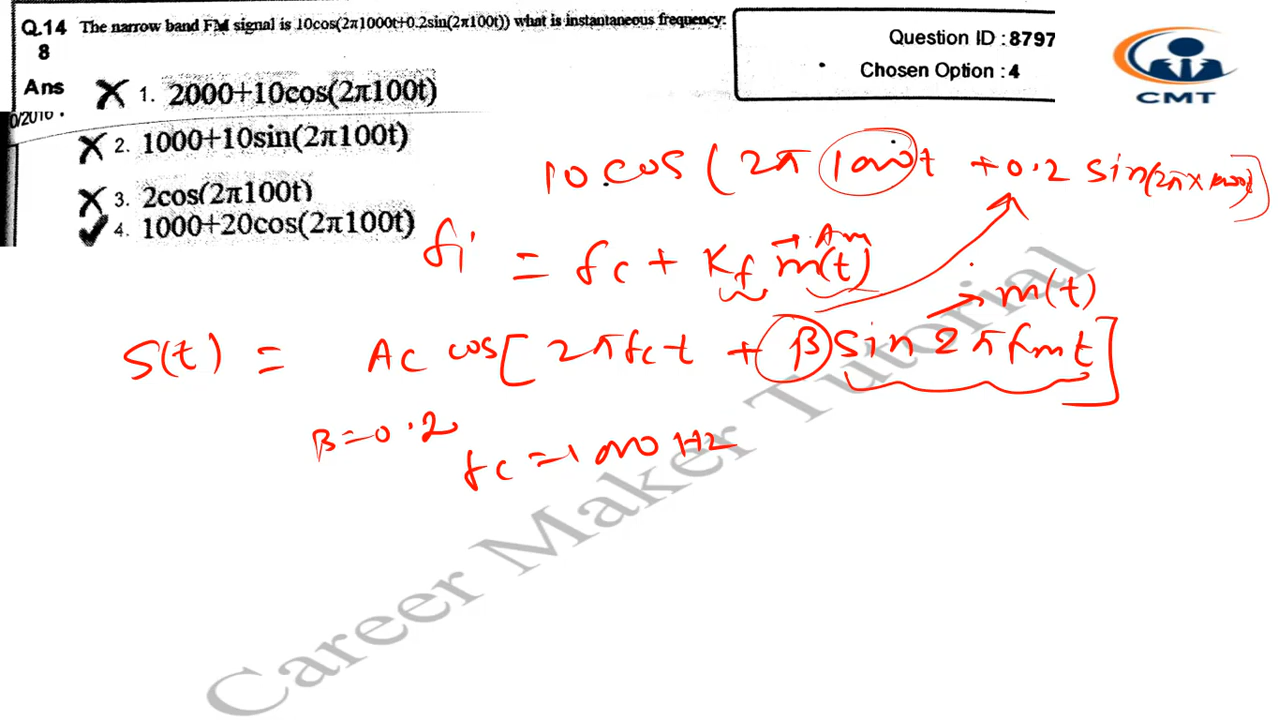 Q.14 The narrow band FM signal is 10cos(2π1000t+0.2sin(2π100t)) what is instantaneous frequency:
8
Ans
1. 2000+10cos(2π100t)
2. 1000+10sin(2π100t)
3. 2cos(2π100t)
4. 1000+20cos(2π100t)
Question ID : 8797
Chosen Option : 4
CMT
10 cos ( 2π 1000t + 0.2 sin(2π×100t)
fi = fc + Kf m(t) → Am
→ m(t)
S(t) = Ac cos[ 2πfct + β sin 2πfmt ]
β = 0.2
fc = 1000 Hz
Career Maker Tutorial